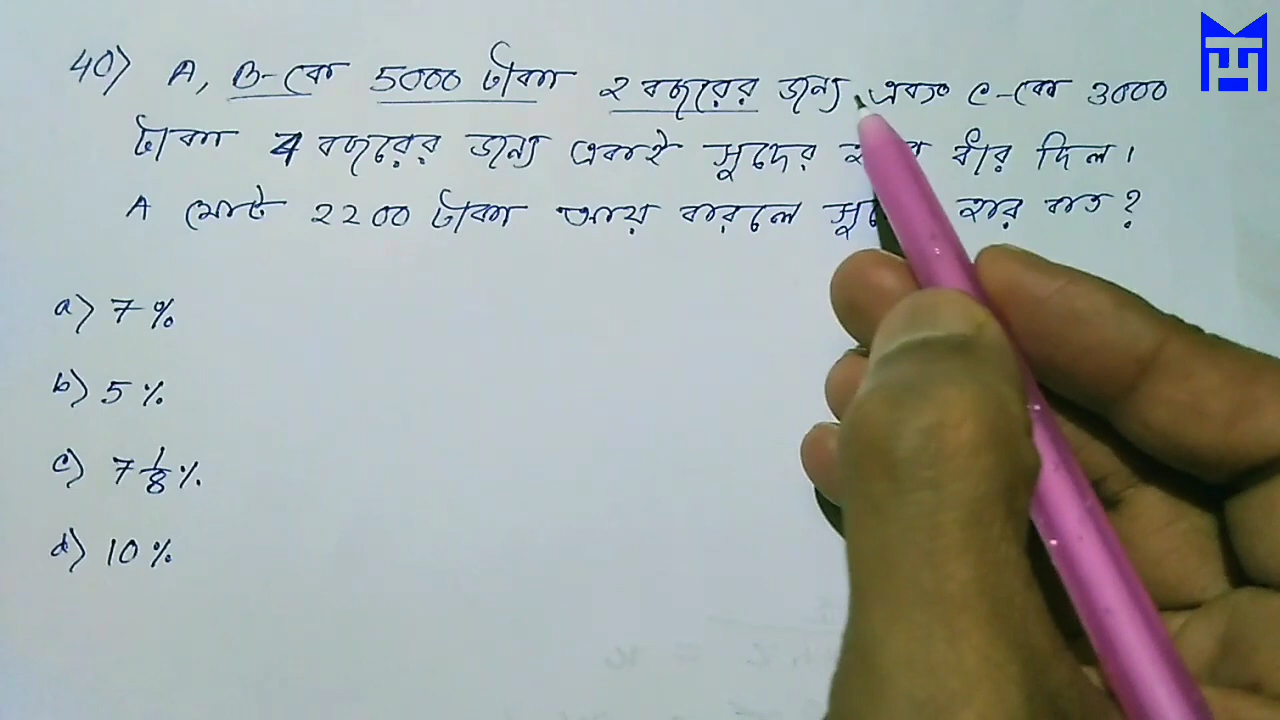 40) A, B-কে 5000 টাকা 2 বছরের জন্য এবং C-কে 3000
টাকা 4 বছরের জন্য একই সুদের ধার দিল।
A মোট 2200 টাকা আয় করলে হার কত?
a) 7%
b) 5%
c) 7 1/8 %
d) 10%